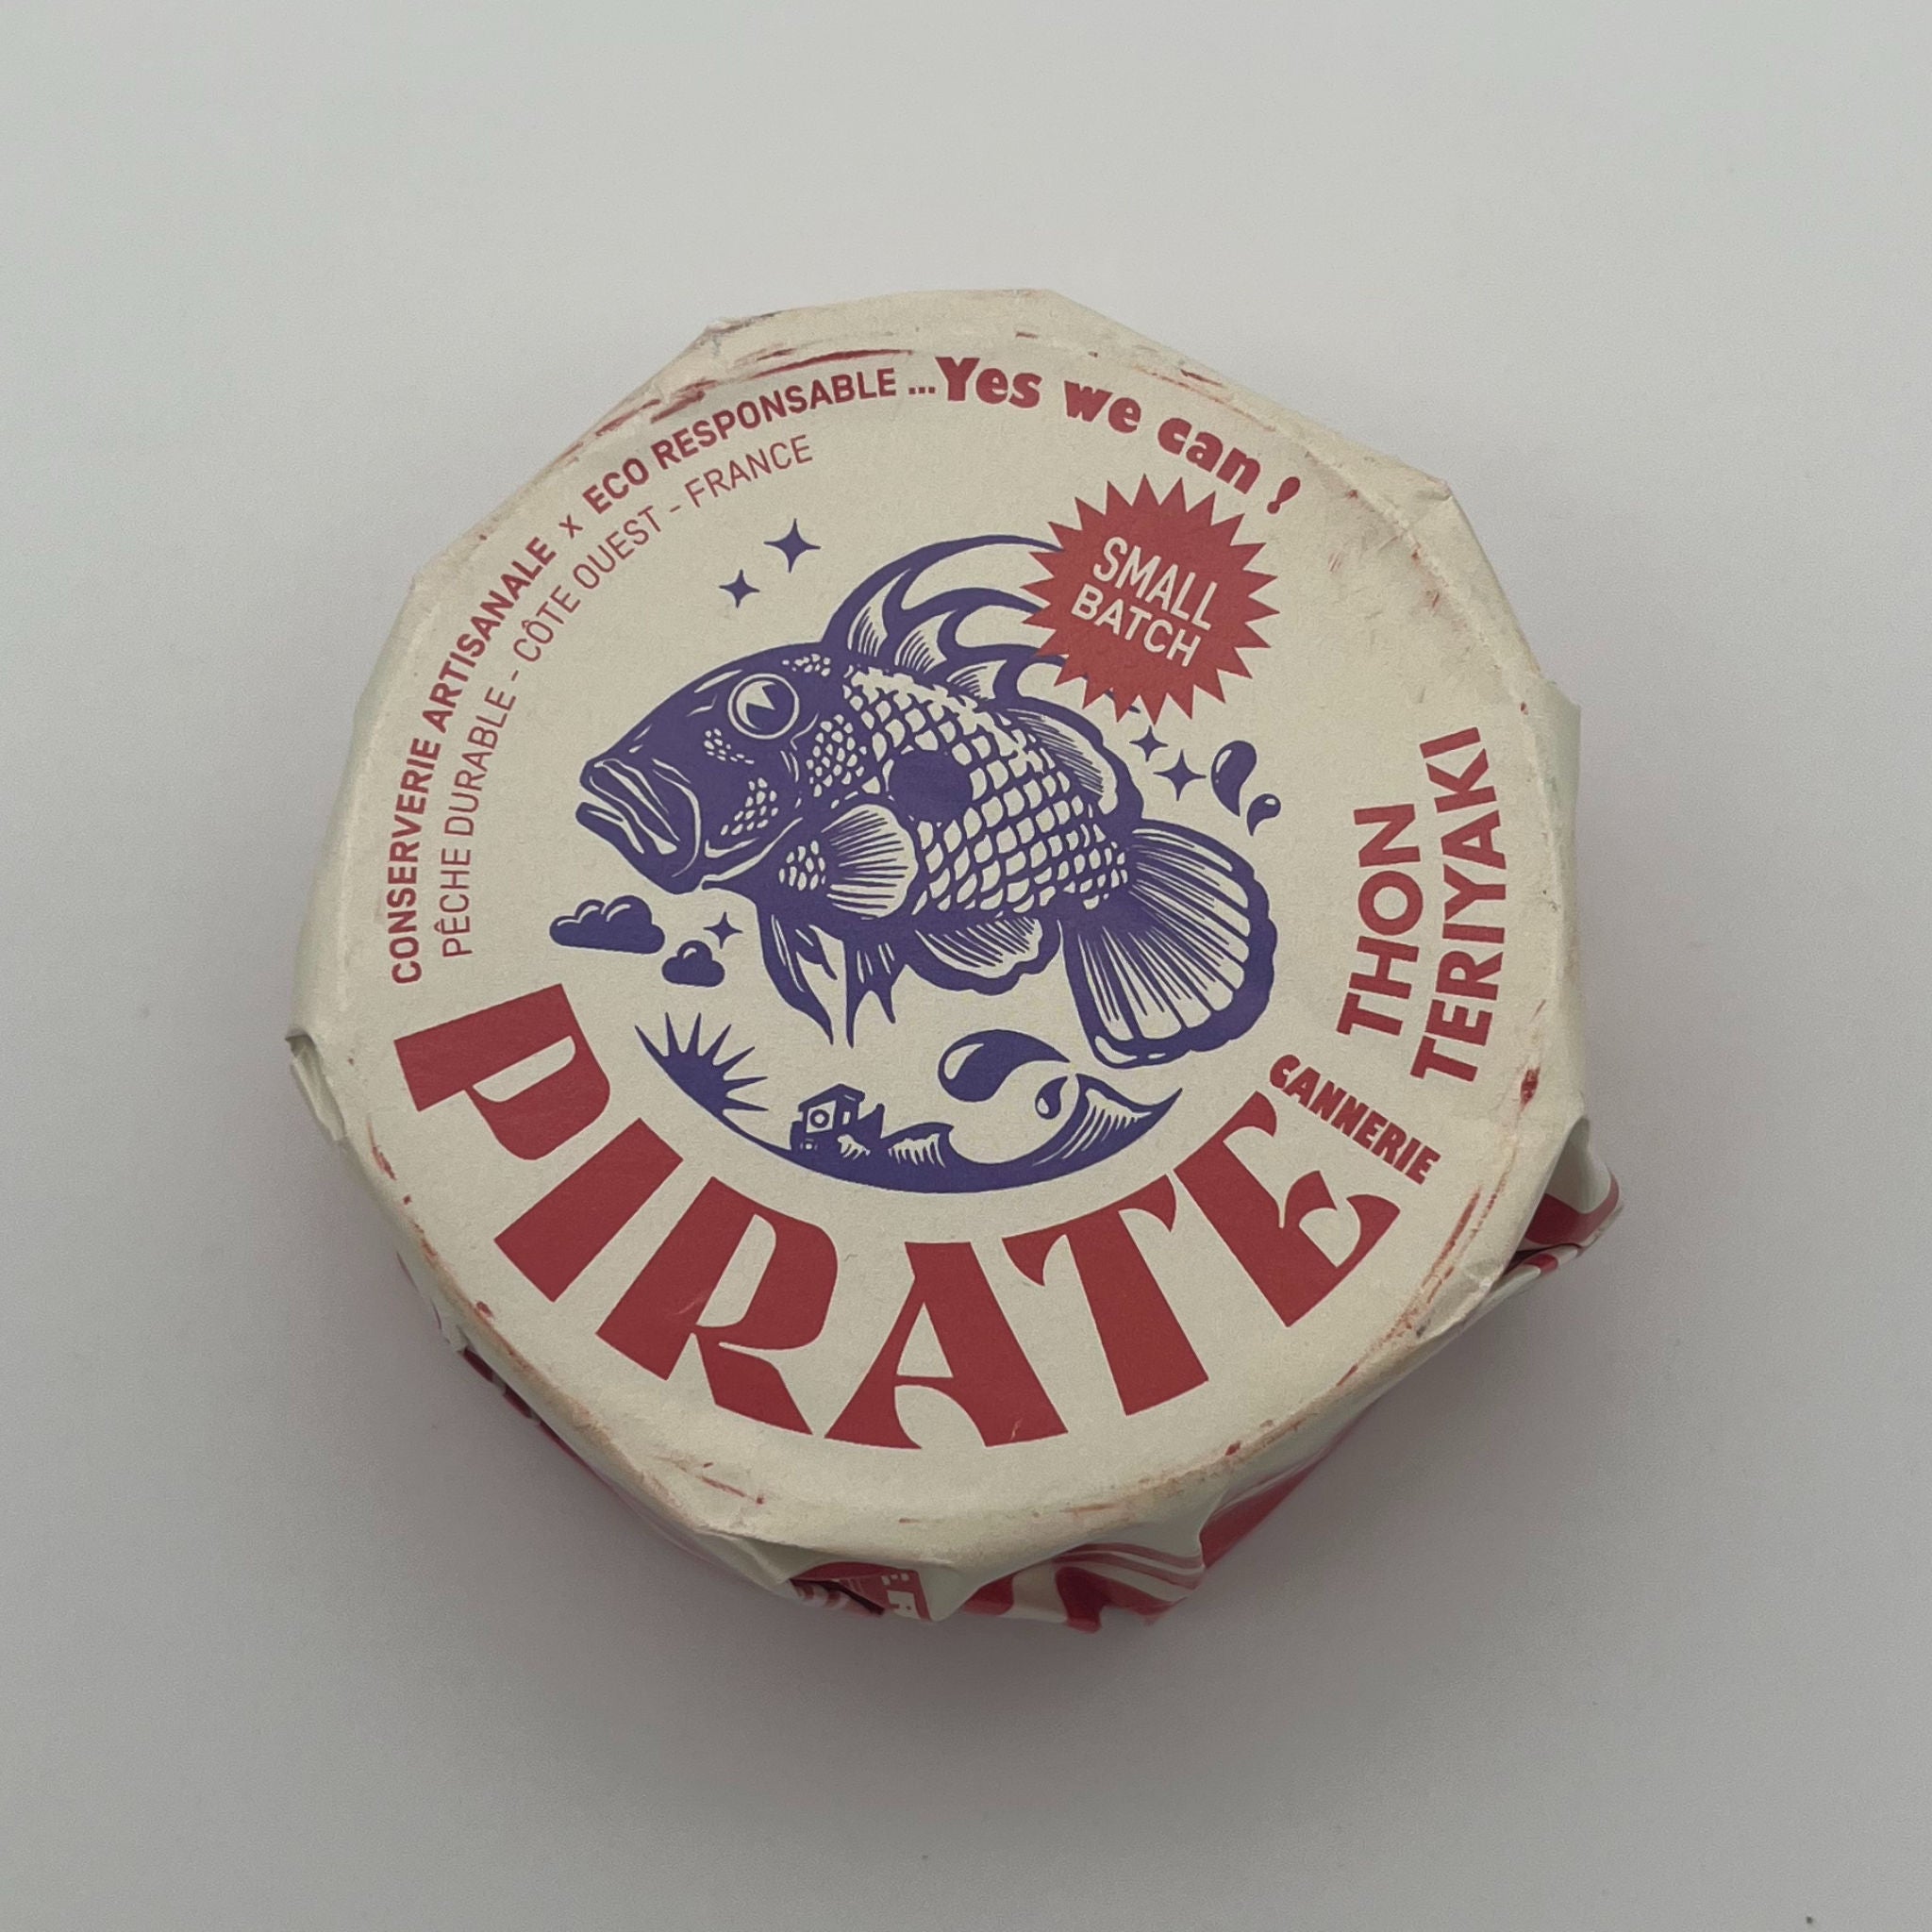 CONSERVERIE ARTISANALE x ECO RESPONSABLE ...Yes we can !
PÊCHE DURABLE - CÔTE OUEST - FRANCE
SMALL
BATCH
THON
TERIYAKI
CANNERIE
PIRATE